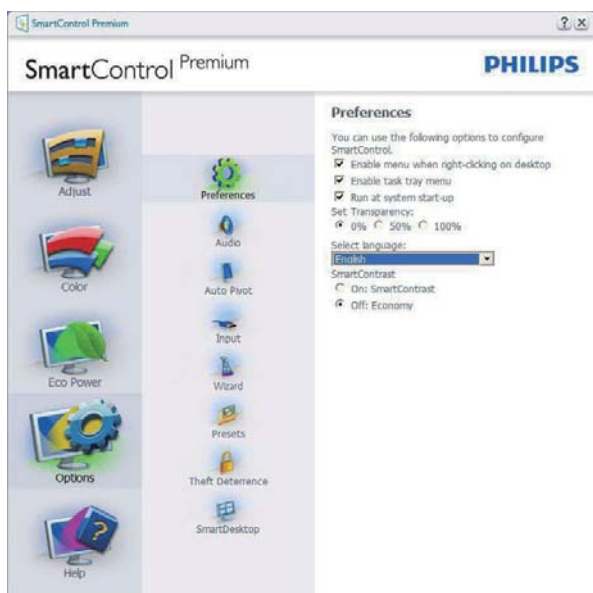 SmartControl Premium
SmartControl Premium
PHILIPS
Adjust
Color
Eco Power
Options
Help
Preferences
Audio
Auto Pivot
Input
Wizard
Presets
Theft Deterrence
SmartDesktop
Preferences
You can use the following options to configure
SmartControl.
Enable menu when right-clicking on desktop
Enable task tray menu
Run at system start-up
Set Transparency:
0% 50% 100%
Select language:
English
SmartContrast
On: SmartContrast
Off: Economy